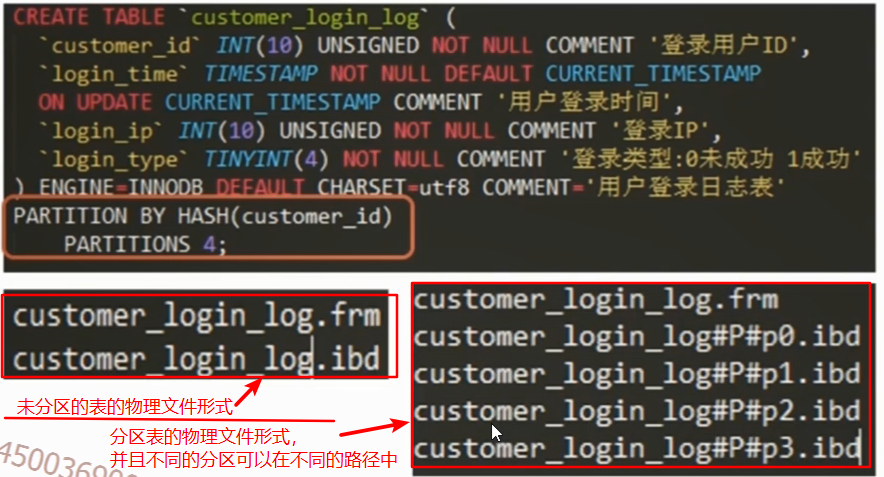 CREATE TABLE `customer_login_log` (
`customer_id` INT(10) UNSIGNED NOT NULL COMMENT '登录用户ID',
`login_time` TIMESTAMP NOT NULL DEFAULT CURRENT_TIMESTAMP
ON UPDATE CURRENT_TIMESTAMP COMMENT '用户登录时间',
`login_ip` INT(10) UNSIGNED NOT NULL COMMENT '登录IP',
`login_type` TINYINT(4) NOT NULL COMMENT '登录类型:0未成功 1成功'
) ENGINE=INNODB DEFAULT CHARSET=utf8 COMMENT='用户登录日志表'
PARTITION BY HASH(customer_id)
PARTITIONS 4;
customer_login_log.frm
customer_login_log.ibd
未分区的表的物理文件形式
customer_login_log.frm
customer_login_log#P#p0.ibd
customer_login_log#P#p1.ibd
customer_login_log#P#p2.ibd
customer_login_log#P#p3.ibd
分区表的物理文件形式，
并且不同的分区可以在不同的路径中